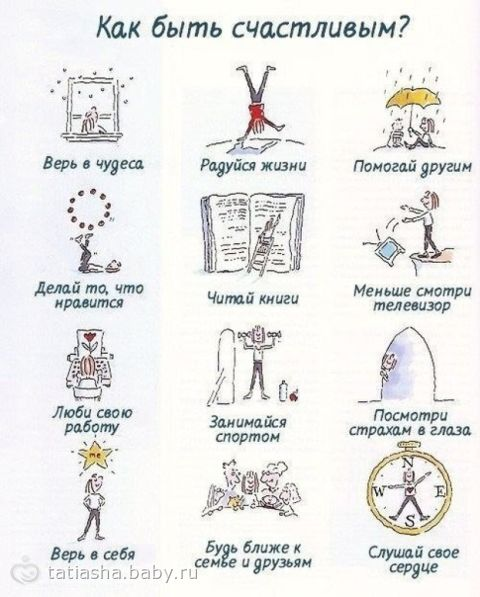 Как быть счастливым?
Верь в чудеса
Радуйся жизни
Помогай другим
Делай то, что
нравится
Читай книги
Меньше смотри
телевизор
Люби свою
работу
Занимайся
спортом
Посмотри
страхам в глаза
me
N
W
E
S
Верь в себя
Будь ближе к
семье и друзьям
Слушай свое
сердце
tatiasha.baby.ru